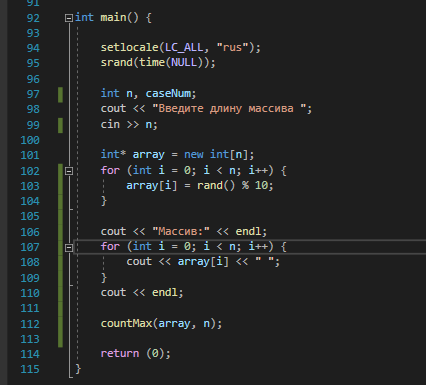 91
92 int main() {
93
94 setlocale(LC_ALL, "rus");
95 srand(time(NULL));
96
97 int n, caseNum;
98 cout << "Введите длину массива ";
99 cin >> n;
100
101 int* array = new int[n];
102 for (int i = 0; i < n; i++) {
103 array[i] = rand() % 10;
104 }
105
106 cout << "Массив:" << endl;
107 for (int i = 0; i < n; i++) {
108 cout << array[i] << " ";
109 }
110 cout << endl;
111
112 countMax(array, n);
113
114 return (0);
115 }